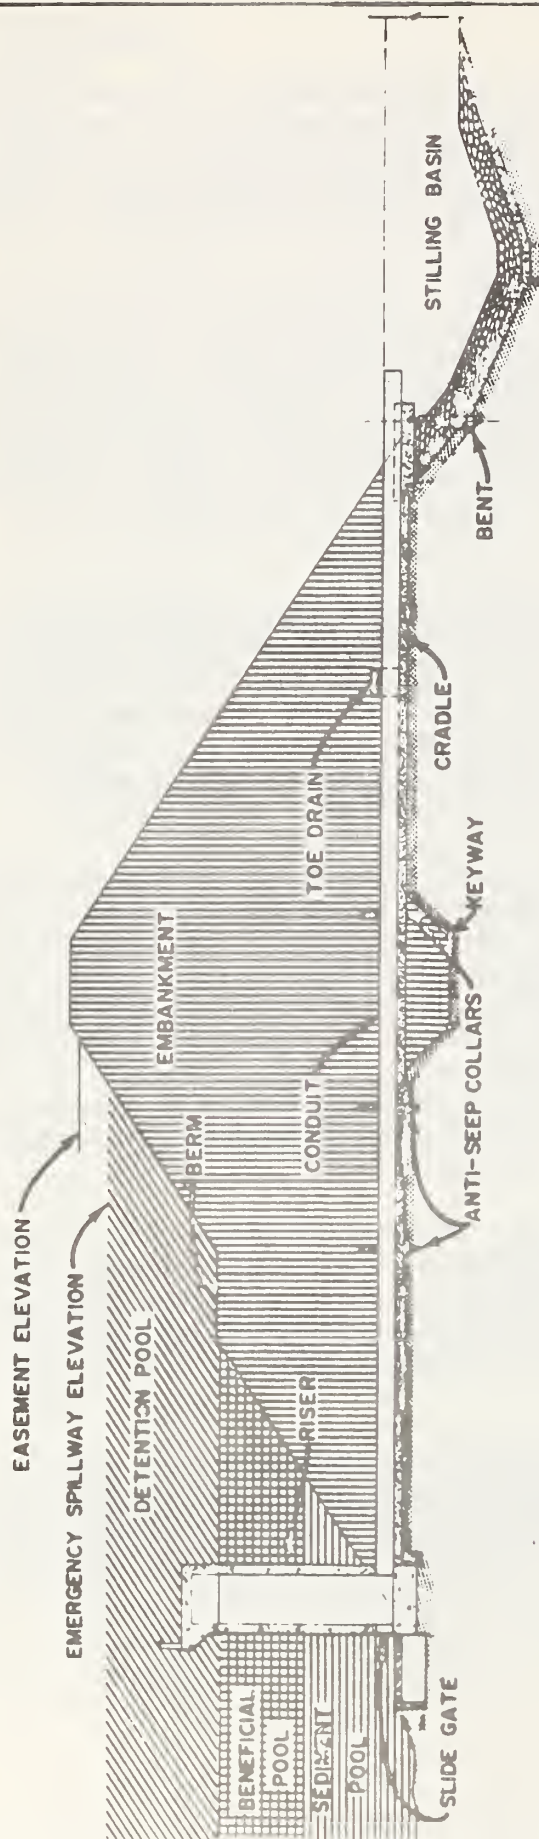 EASEMENT ELEVATION
EMERGENCY SPILLWAY ELEVATION
DETENTION POOL
BENEFICIAL
POOL
SEDIMENT
POOL
SLIDE GATE
RISER
BERM
EMBANKMENT
CONDUIT
ANTI-SEEP COLLARS
KEYWAY
TOE DRAIN
CRADLE
BENT
STILLING BASIN